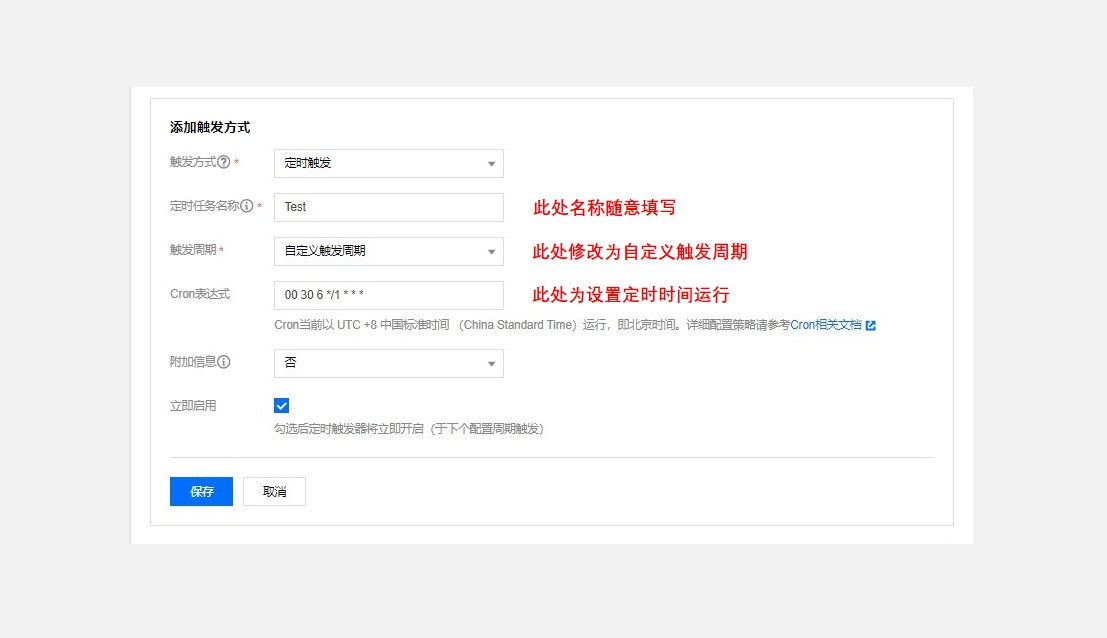 添加触发方式
触发方式 * 定时触发
定时任务名称 * Test 此处名称随意填写
触发周期 * 自定义触发周期 此处修改为自定义触发周期
Cron表达式 00 30 6 */1 * * * 此处为设置定时时间运行
Cron当前以 UTC +8 中国标准时间 （China Standard Time）运行，即北京时间。详细配置策略请参考Cron相关文档
附加信息 否
立即启用
勾选后定时触发器将立即开启（于下个配置周期触发）
保存 取消